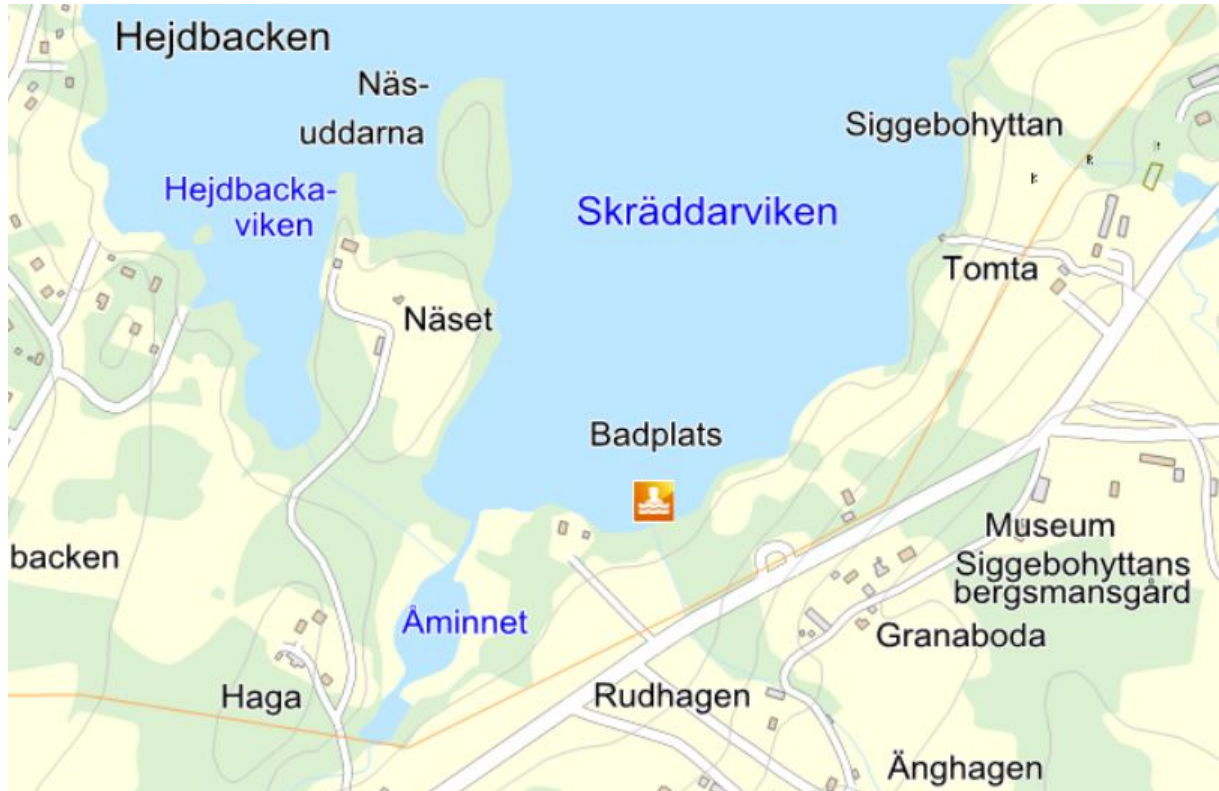 Hejdbacken
Näs-
uddarna
Siggebohyttan
Hejdbacka-
viken
Skräddarviken
Tomta
Näset
Badplats
Museum
backen
Siggebohyttans
bergsmansgård
Åminnet
Granaboda
Haga
Rudhagen
Änghagen